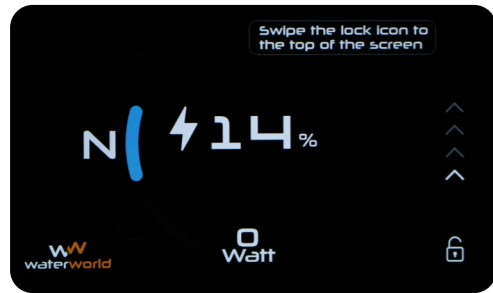 Swipe the lock icon to
the top of the screen
N
14%
0
Watt
W
waterworld